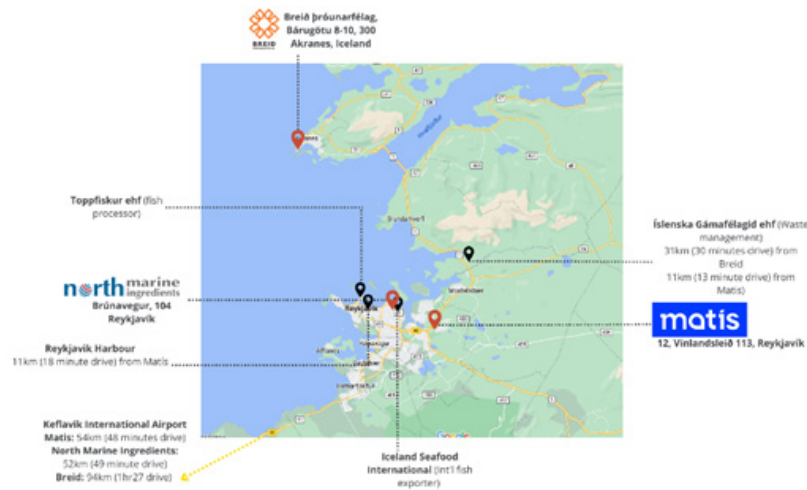 Breið þróunarfélag,
Bárugötu 8-10, 300
Akranes, Iceland
BREID
Toppfiskur ehf (fish
processor)
north marine
ingredients
Brúnavegur, 104
Reykjavík
Reykjavik Harbour
11km (18 minute drive) from Matis
Keflavik International Airport
Matis: 54km (48 minutes drive)
North Marine Ingredients:
52km (49 minute drive)
Breid: 94km (1hr27 drive)
Íslenska Gámafélagid ehf (Waste
management)
31km (30 minutes drive) from
Breid
11km (13 minute drive) from
Matis)
matís
12, Vinlandsleið 113, Reykjavík
Iceland Seafood
International (int'l fish
exporter)
Reykjavik
Google